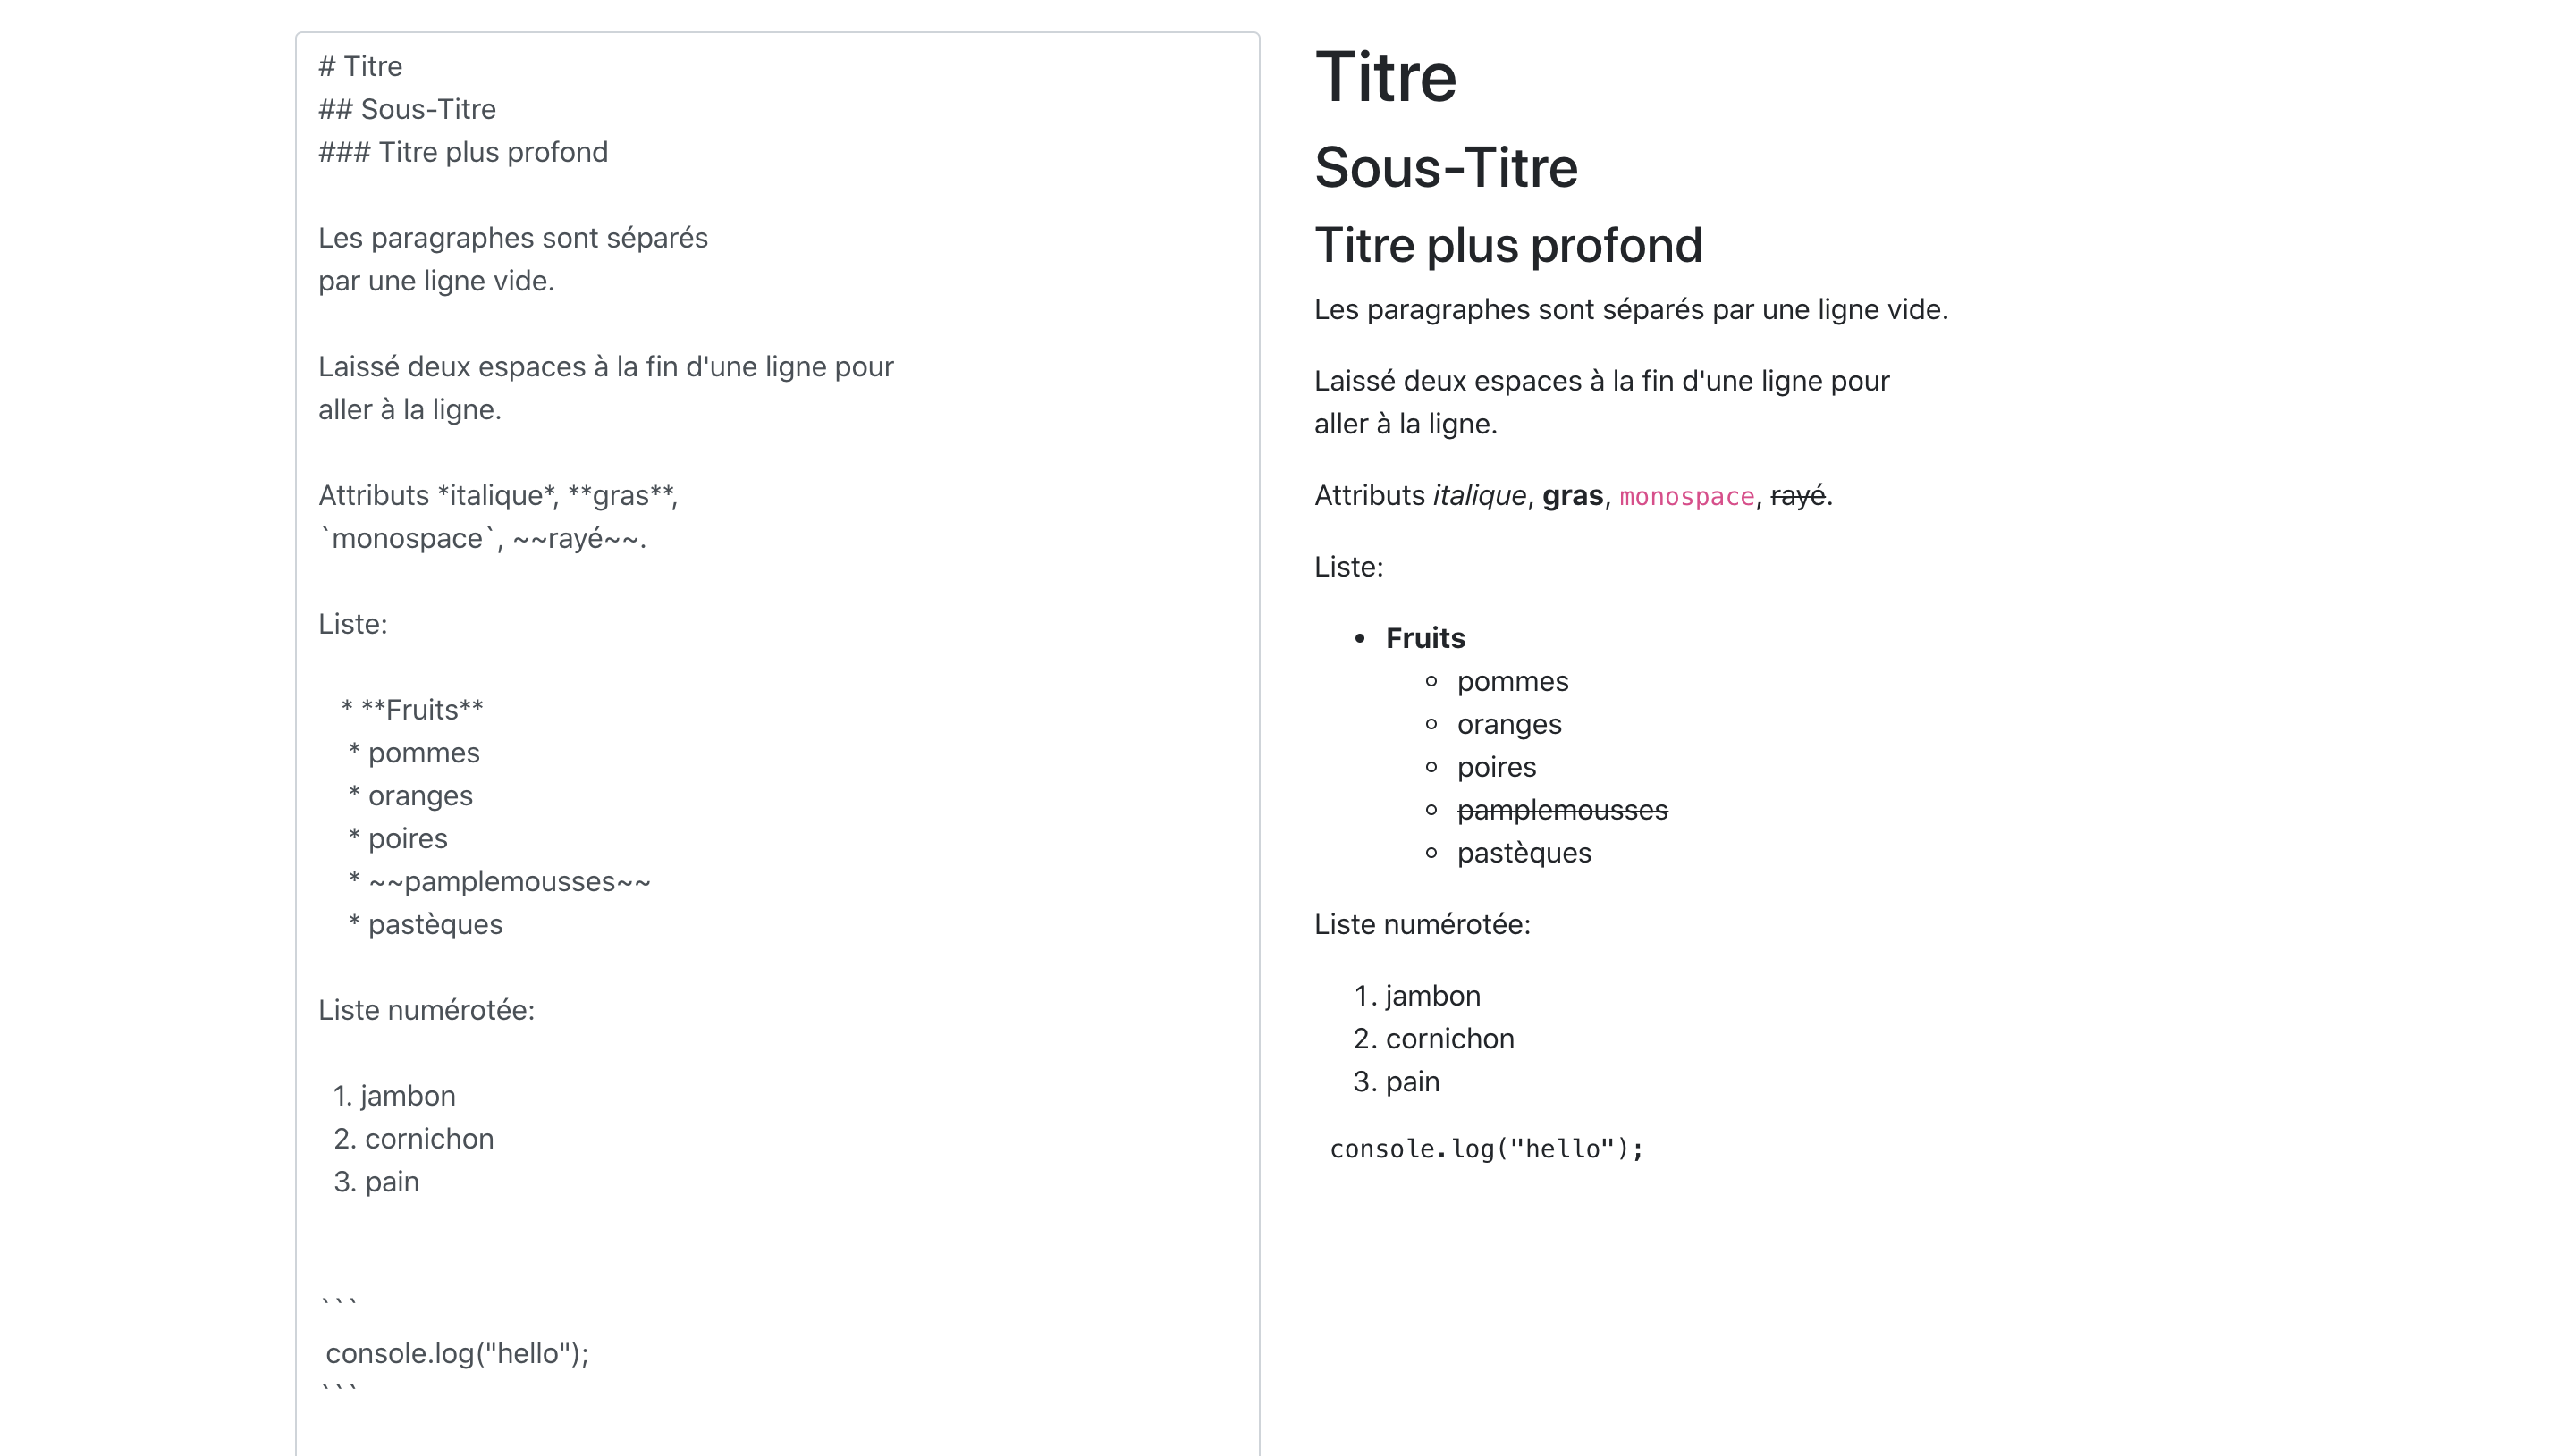 # Titre
## Sous-Titre
### Titre plus profond

Les paragraphes sont séparés
par une ligne vide.

Laissé deux espaces à la fin d'une ligne pour
aller à la ligne.

Attributs *italique*, **gras**,
`monospace`, ~~rayé~~.

Liste:

   * **Fruits**
    * pommes
    * oranges
    * poires
    * ~~pamplemousses~~
    * pastèques

Liste numérotée:

  1. jambon
  2. cornichon
  3. pain


```
 console.log("hello");
```

Titre
Sous-Titre
Titre plus profond
Les paragraphes sont séparés par une ligne vide.
Laissé deux espaces à la fin d'une ligne pour
aller à la ligne.
Attributs italique, gras, monospace, rayé.
Liste:
• Fruits
◦ pommes
◦ oranges
◦ poires
◦ pamplemousses
◦ pastèques
Liste numérotée:
1. jambon
2. cornichon
3. pain
console.log("hello");